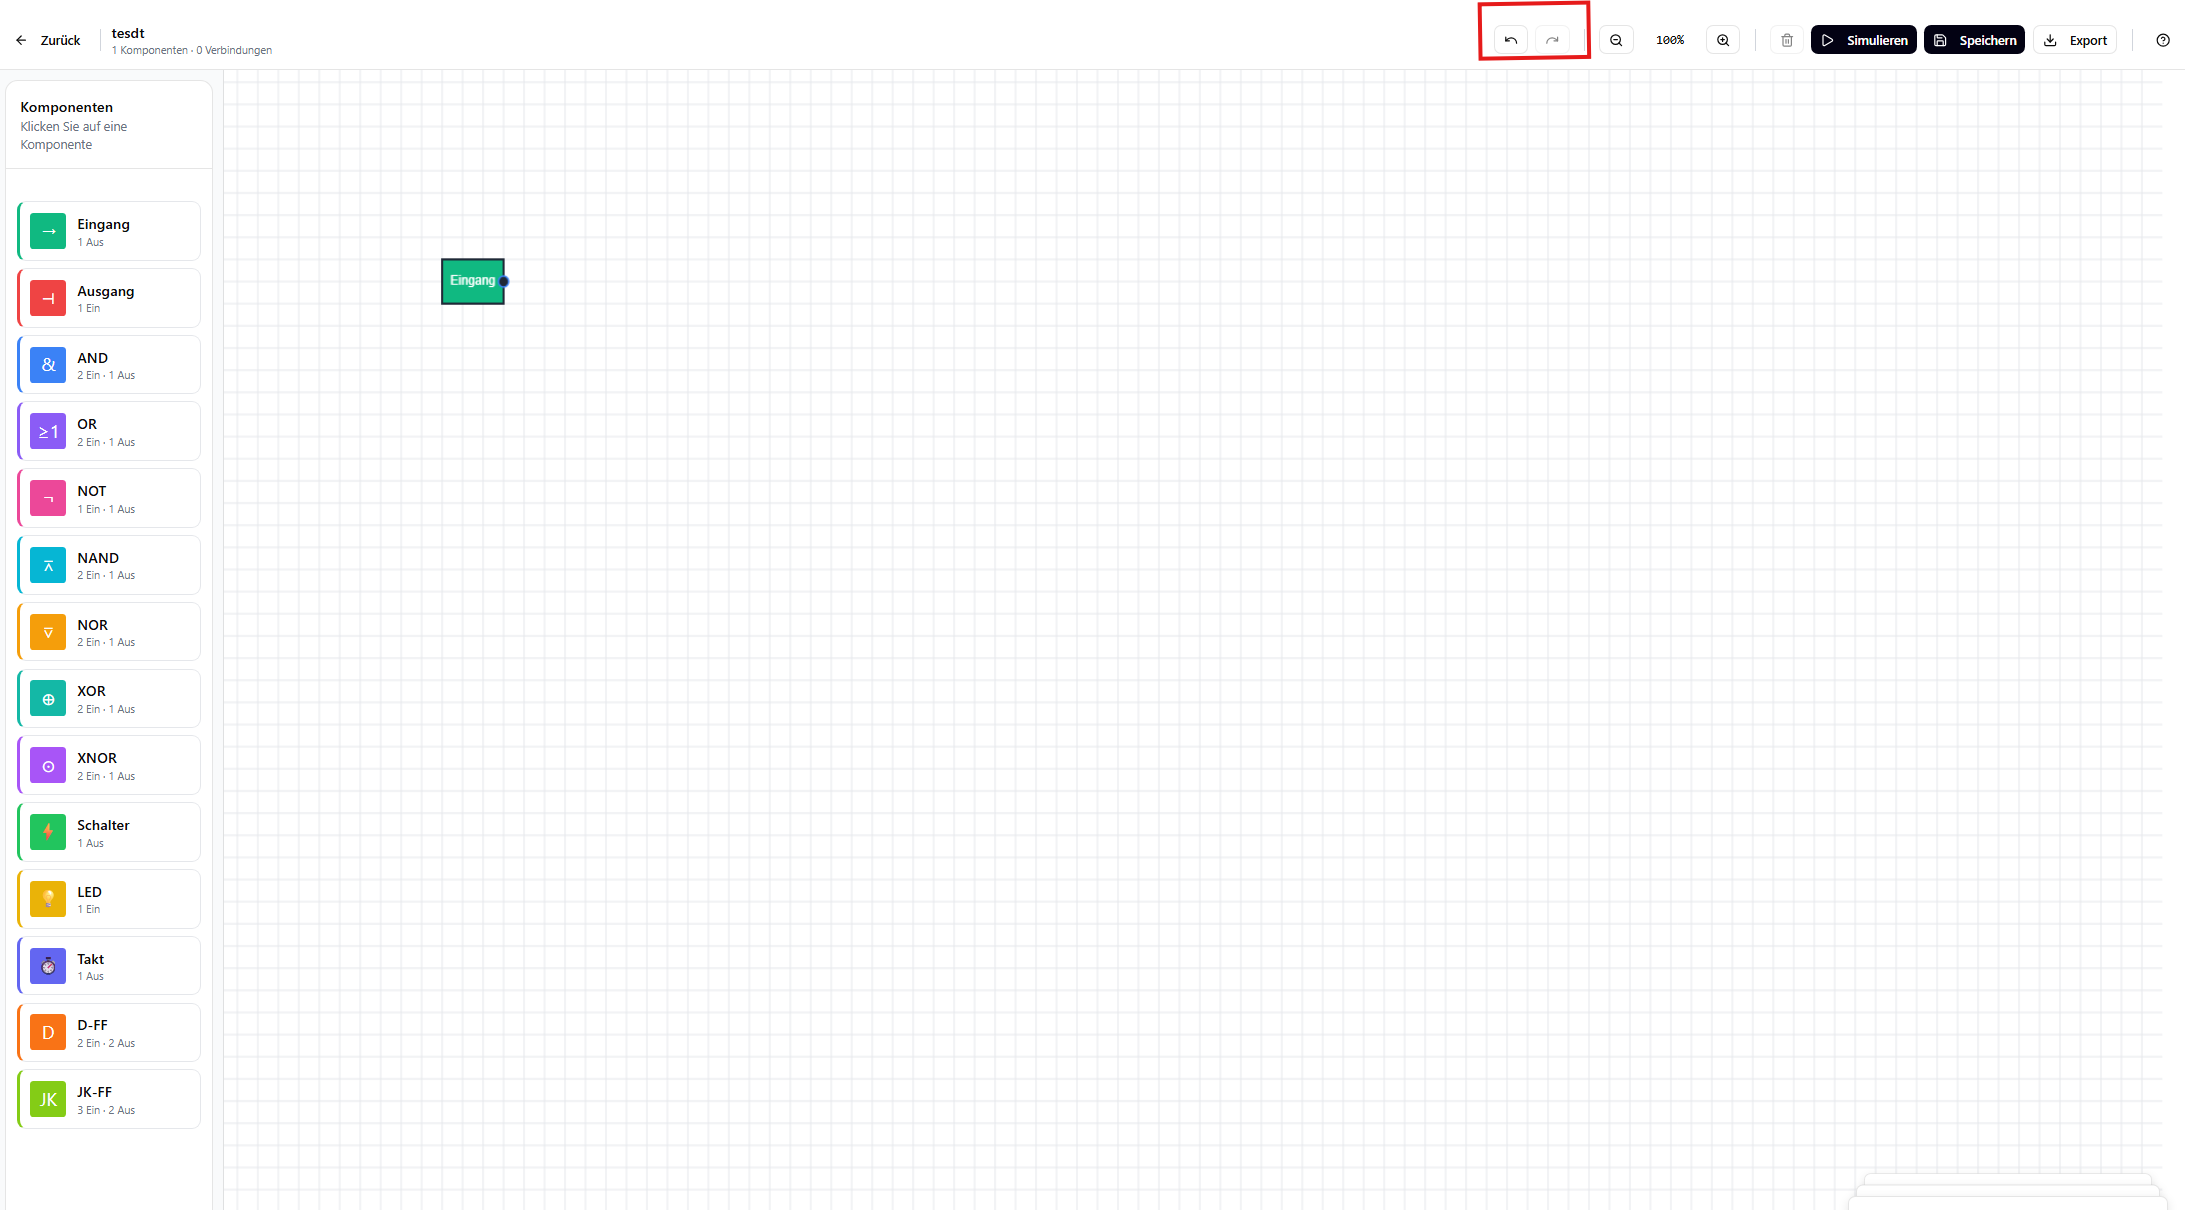 Zurück
tesdt
1 Komponenten · 0 Verbindungen
100%
Simulieren
Speichern
Export
Komponenten
Klicken Sie auf eine
Komponente
→
Eingang
1 Aus
⊣
Ausgang
1 Ein
&
AND
2 Ein · 1 Aus
≥1
OR
2 Ein · 1 Aus
¬
NOT
1 Ein · 1 Aus
⊼
NAND
2 Ein · 1 Aus
⊽
NOR
2 Ein · 1 Aus
⊕
XOR
2 Ein · 1 Aus
⊙
XNOR
2 Ein · 1 Aus
Schalter
1 Aus
LED
1 Ein
Takt
1 Aus
D
D-FF
2 Ein · 2 Aus
JK
JK-FF
3 Ein · 2 Aus
Eingang